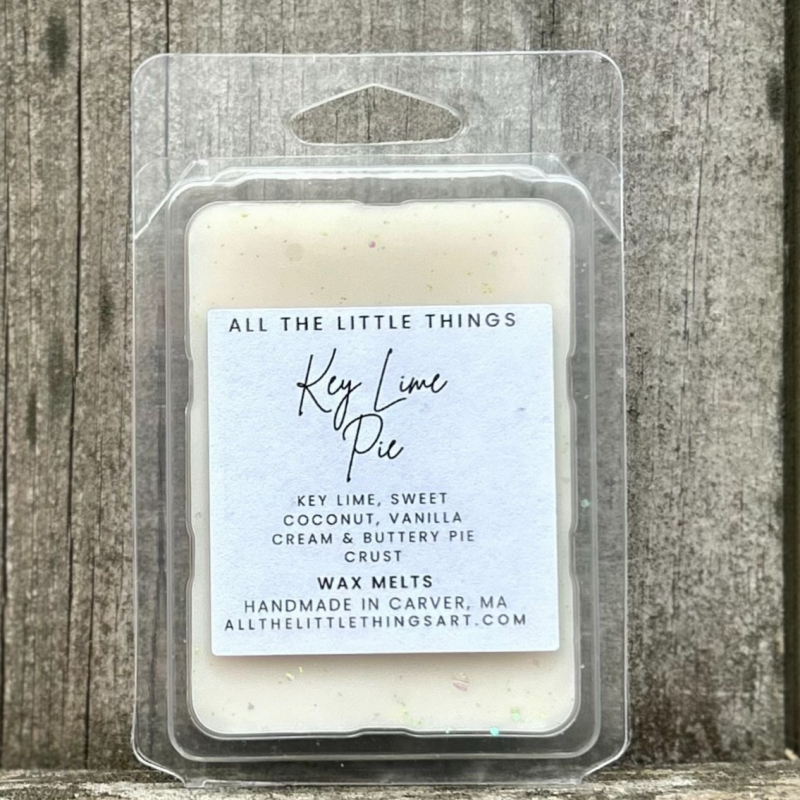 ALL THE LITTLE THINGS
Key Lime
Pie
KEY LIME, SWEET
COCONUT, VANILLA
CREAM & BUTTERY PIE
CRUST
WAX MELTS
HANDMADE IN CARVER, MA
ALLTHELITTLETHINGSART.COM